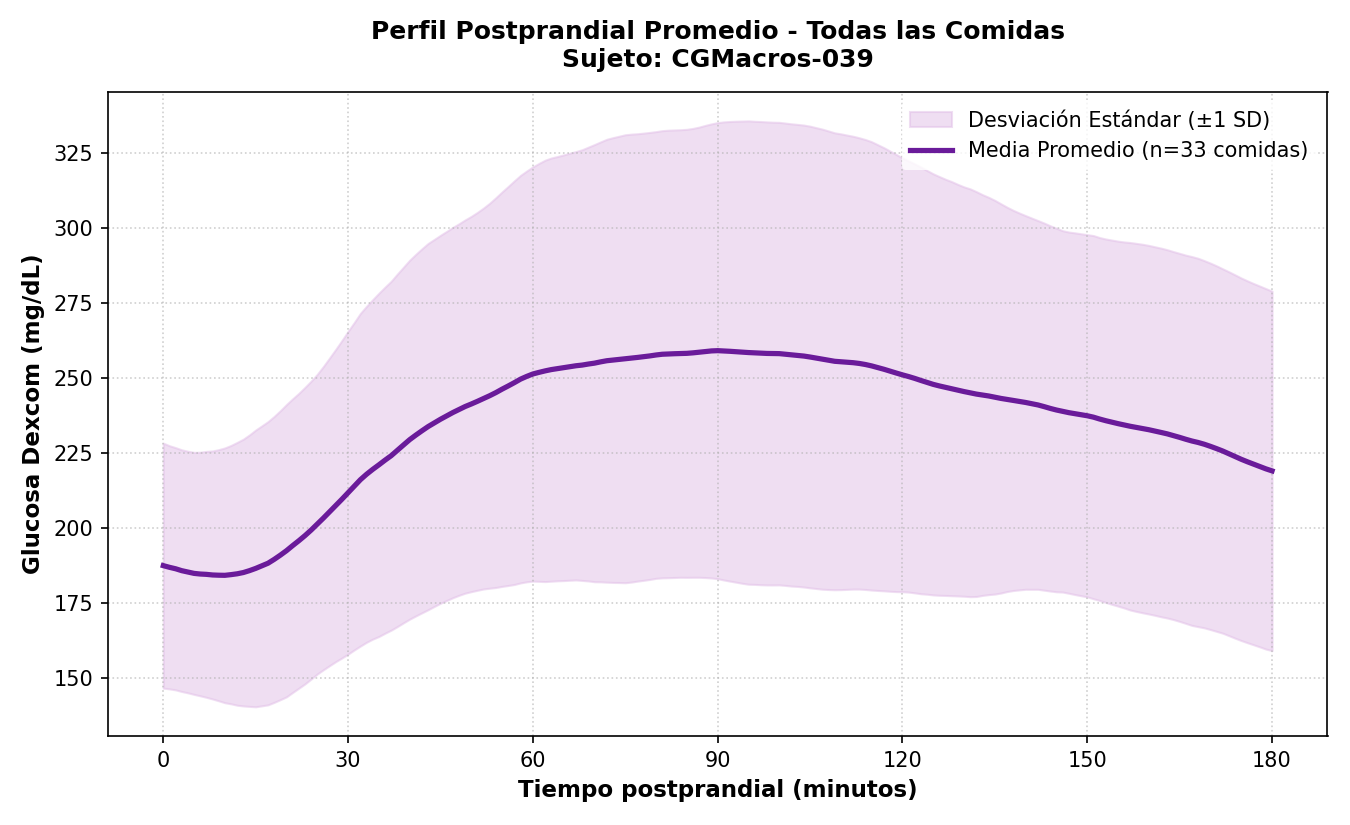 Perfil Postprandial Promedio - Todas las Comidas
Sujeto: CGMacros-039
Desviación Estándar (±1 SD)
Media Promedio (n=33 comidas)
Glucosa Dexcom (mg/dL)
325
300
275
250
225
200
175
150
0 30 60 90 120 150 180
Tiempo postprandial (minutos)